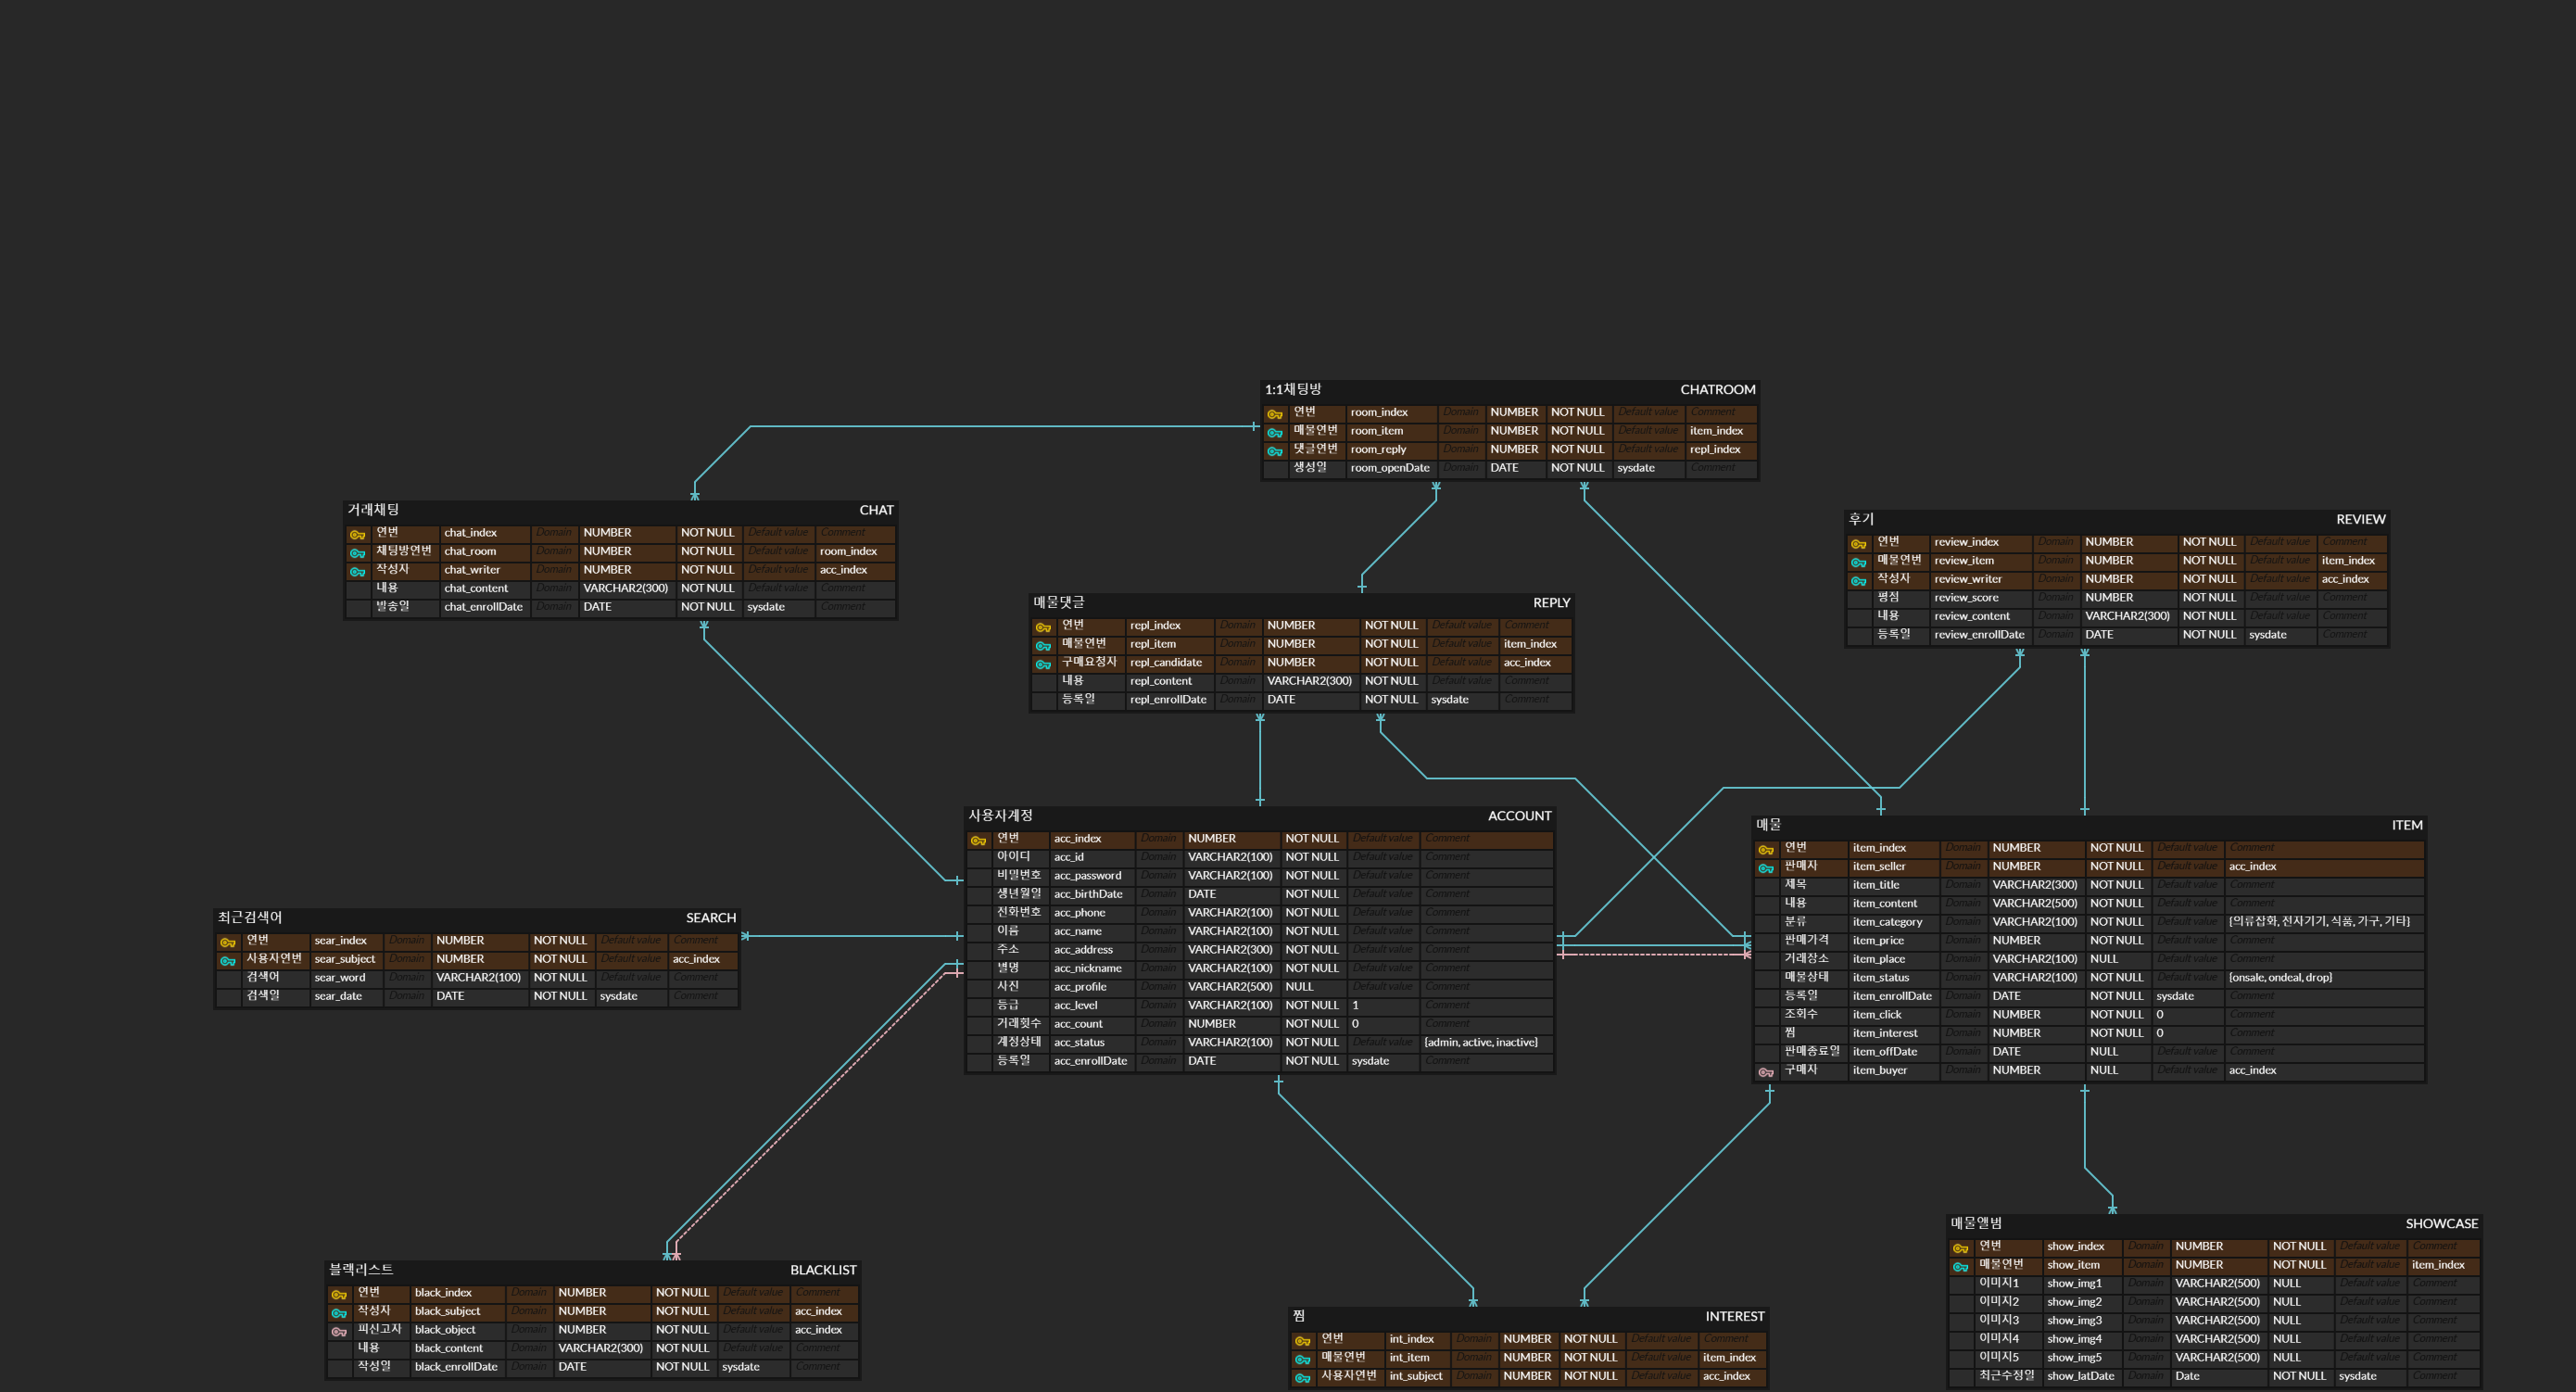 1:1채팅방 CHATROOM
연번 room_index Domain NUMBER NOT NULL Default value Comment
매물연번 room_item Domain NUMBER NOT NULL Default value item_index
댓글연번 room_reply Domain NUMBER NOT NULL Default value repl_index
생성일 room_openDate Domain DATE NOT NULL sysdate Comment
거래채팅 CHAT
연번 chat_index Domain NUMBER NOT NULL Default value Comment
채팅방연번 chat_room Domain NUMBER NOT NULL Default value room_index
작성자 chat_writer Domain NUMBER NOT NULL Default value acc_index
내용 chat_content Domain VARCHAR2(300) NOT NULL Default value Comment
발송일 chat_enrollDate Domain DATE NOT NULL sysdate Comment
후기 REVIEW
연번 review_index Domain NUMBER NOT NULL Default value Comment
매물연번 review_item Domain NUMBER NOT NULL Default value item_index
작성자 review_writer Domain NUMBER NOT NULL Default value acc_index
평점 review_score Domain NUMBER NOT NULL Default value Comment
내용 review_content Domain VARCHAR2(300) NOT NULL Default value Comment
등록일 review_enrollDate Domain DATE NOT NULL sysdate Comment
매물댓글 REPLY
연번 repl_index Domain NUMBER NOT NULL Default value Comment
매물연번 repl_item Domain NUMBER NOT NULL Default value item_index
구매요청자 repl_candidate Domain NUMBER NOT NULL Default value acc_index
내용 repl_content Domain VARCHAR2(300) NOT NULL Default value Comment
등록일 repl_enrollDate Domain DATE NOT NULL sysdate Comment
사용자계정 ACCOUNT
연번 acc_index Domain NUMBER NOT NULL Default value Comment
아이디 acc_id Domain VARCHAR2(100) NOT NULL Default value Comment
비밀번호 acc_password Domain VARCHAR2(100) NOT NULL Default value Comment
생년월일 acc_birthDate Domain DATE NOT NULL Default value Comment
전화번호 acc_phone Domain VARCHAR2(100) NOT NULL Default value Comment
이름 acc_name Domain VARCHAR2(100) NOT NULL Default value Comment
주소 acc_address Domain VARCHAR2(300) NOT NULL Default value Comment
별명 acc_nickname Domain VARCHAR2(100) NOT NULL Default value Comment
사진 acc_profile Domain VARCHAR2(500) NULL Default value Comment
등급 acc_level Domain VARCHAR2(100) NOT NULL 1 Comment
거래횟수 acc_count Domain NUMBER NOT NULL 0 Comment
계정상태 acc_status Domain VARCHAR2(100) NOT NULL Default value {admin, active, inactive}
등록일 acc_enrollDate Domain DATE NOT NULL sysdate Comment
매물 ITEM
연번 item_index Domain NUMBER NOT NULL Default value Comment
판매자 item_seller Domain NUMBER NOT NULL Default value acc_index
제목 item_title Domain VARCHAR2(300) NOT NULL Default value Comment
내용 item_content Domain VARCHAR2(500) NOT NULL Default value Comment
분류 item_category Domain VARCHAR2(100) NOT NULL Default value {의류잡화, 전자기기, 식품, 가구, 기타}
판매가격 item_price Domain NUMBER NOT NULL Default value Comment
거래장소 item_place Domain VARCHAR2(100) NULL Default value Comment
매물상태 item_status Domain VARCHAR2(100) NOT NULL Default value {onsale, ondeal, drop}
등록일 item_enrollDate Domain DATE NOT NULL sysdate Comment
조회수 item_click Domain NUMBER NOT NULL 0 Comment
찜 item_interest Domain NUMBER NOT NULL 0 Comment
판매종료일 item_offDate Domain DATE NULL Default value Comment
구매자 item_buyer Domain NUMBER NULL Default value acc_index
최근검색어 SEARCH
연번 sear_index Domain NUMBER NOT NULL Default value Comment
사용자연번 sear_subject Domain NUMBER NOT NULL Default value acc_index
검색어 sear_word Domain VARCHAR2(100) NOT NULL Default value Comment
검색일 sear_date Domain DATE NOT NULL sysdate Comment
블랙리스트 BLACKLIST
연번 black_index Domain NUMBER NOT NULL Default value Comment
작성자 black_subject Domain NUMBER NOT NULL Default value acc_index
피신고자 black_object Domain NUMBER NOT NULL Default value acc_index
내용 black_content Domain VARCHAR2(300) NOT NULL Default value Comment
작성일 black_enrollDate Domain DATE NOT NULL sysdate Comment
찜 INTEREST
연번 int_index Domain NUMBER NOT NULL Default value Comment
매물연번 int_item Domain NUMBER NOT NULL Default value item_index
사용자연번 int_subject Domain NUMBER NOT NULL Default value acc_index
매물앨범 SHOWCASE
연번 show_index Domain NUMBER NOT NULL Default value Comment
매물연번 show_item Domain NUMBER NOT NULL Default value item_index
이미지1 show_img1 Domain VARCHAR2(500) NULL Default value Comment
이미지2 show_img2 Domain VARCHAR2(500) NULL Default value Comment
이미지3 show_img3 Domain VARCHAR2(500) NULL Default value Comment
이미지4 show_img4 Domain VARCHAR2(500) NULL Default value Comment
이미지5 show_img5 Domain VARCHAR2(500) NULL Default value Comment
최근수정일 show_latDate Domain Date NOT NULL sysdate Comment